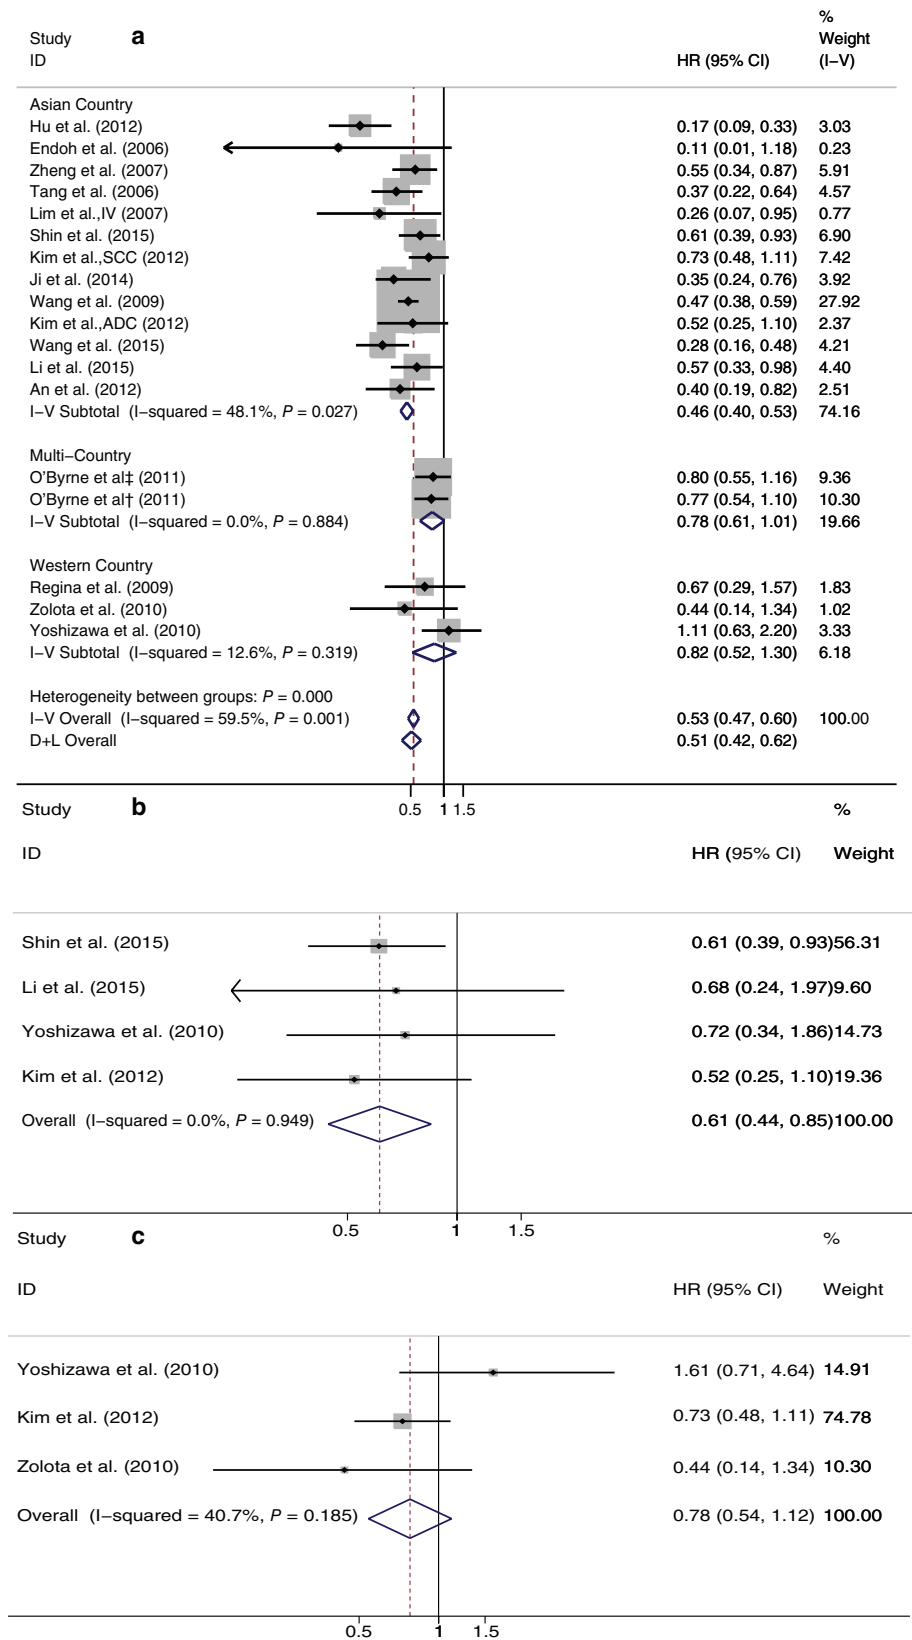 %
Study a Weight
ID HR (95% CI) (I−V)
Asian Country
Hu et al. (2012) 0.17 (0.09, 0.33) 3.03
Endoh et al. (2006) 0.11 (0.01, 1.18) 0.23
Zheng et al. (2007) 0.55 (0.34, 0.87) 5.91
Tang et al. (2006) 0.37 (0.22, 0.64) 4.57
Lim et al.,IV (2007) 0.26 (0.07, 0.95) 0.77
Shin et al. (2015) 0.61 (0.39, 0.93) 6.90
Kim et al.,SCC (2012) 0.73 (0.48, 1.11) 7.42
Ji et al. (2014) 0.35 (0.24, 0.76) 3.92
Wang et al. (2009) 0.47 (0.38, 0.59) 27.92
Kim et al.,ADC (2012) 0.52 (0.25, 1.10) 2.37
Wang et al. (2015) 0.28 (0.16, 0.48) 4.21
Li et al. (2015) 0.57 (0.33, 0.98) 4.40
An et al. (2012) 0.40 (0.19, 0.82) 2.51
I−V Subtotal (I−squared = 48.1%, P = 0.027) 0.46 (0.40, 0.53) 74.16
Multi−Country
O'Byrne et al‡ (2011) 0.80 (0.55, 1.16) 9.36
O'Byrne et al† (2011) 0.77 (0.54, 1.10) 10.30
I−V Subtotal (I−squared = 0.0%, P = 0.884) 0.78 (0.61, 1.01) 19.66
Western Country
Regina et al. (2009) 0.67 (0.29, 1.57) 1.83
Zolota et al. (2010) 0.44 (0.14, 1.34) 1.02
Yoshizawa et al. (2010) 1.11 (0.63, 2.20) 3.33
I−V Subtotal (I−squared = 12.6%, P = 0.319) 0.82 (0.52, 1.30) 6.18
Heterogeneity between groups: P = 0.000
I−V Overall (I−squared = 59.5%, P = 0.001) 0.53 (0.47, 0.60) 100.00
D+L Overall 0.51 (0.42, 0.62)
0.5 1 1.5
Study b %
ID HR (95% CI) Weight
Shin et al. (2015) 0.61 (0.39, 0.93)56.31
Li et al. (2015) 0.68 (0.24, 1.97)9.60
Yoshizawa et al. (2010) 0.72 (0.34, 1.86)14.73
Kim et al. (2012) 0.52 (0.25, 1.10)19.36
Overall (I−squared = 0.0%, P = 0.949) 0.61 (0.44, 0.85)100.00
0.5 1 1.5
Study c %
ID HR (95% CI) Weight
Yoshizawa et al. (2010) 1.61 (0.71, 4.64) 14.91
Kim et al. (2012) 0.73 (0.48, 1.11) 74.78
Zolota et al. (2010) 0.44 (0.14, 1.34) 10.30
Overall (I−squared = 40.7%, P = 0.185) 0.78 (0.54, 1.12) 100.00
0.5 1 1.5